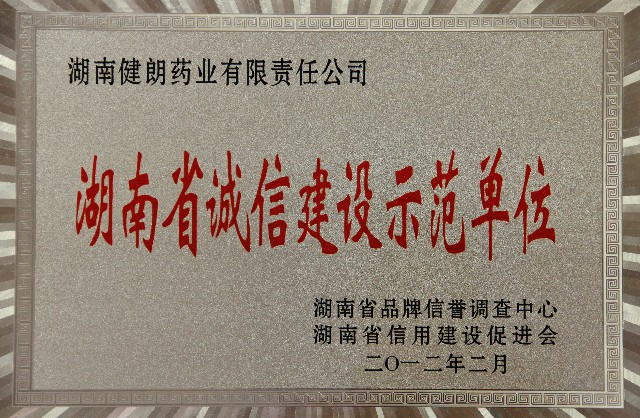 湖南健朗药业有限责任公司
湖南省诚信建设示范单位
湖南省品牌信誉调查中心
湖南省信用建设促进会
二〇一二年二月